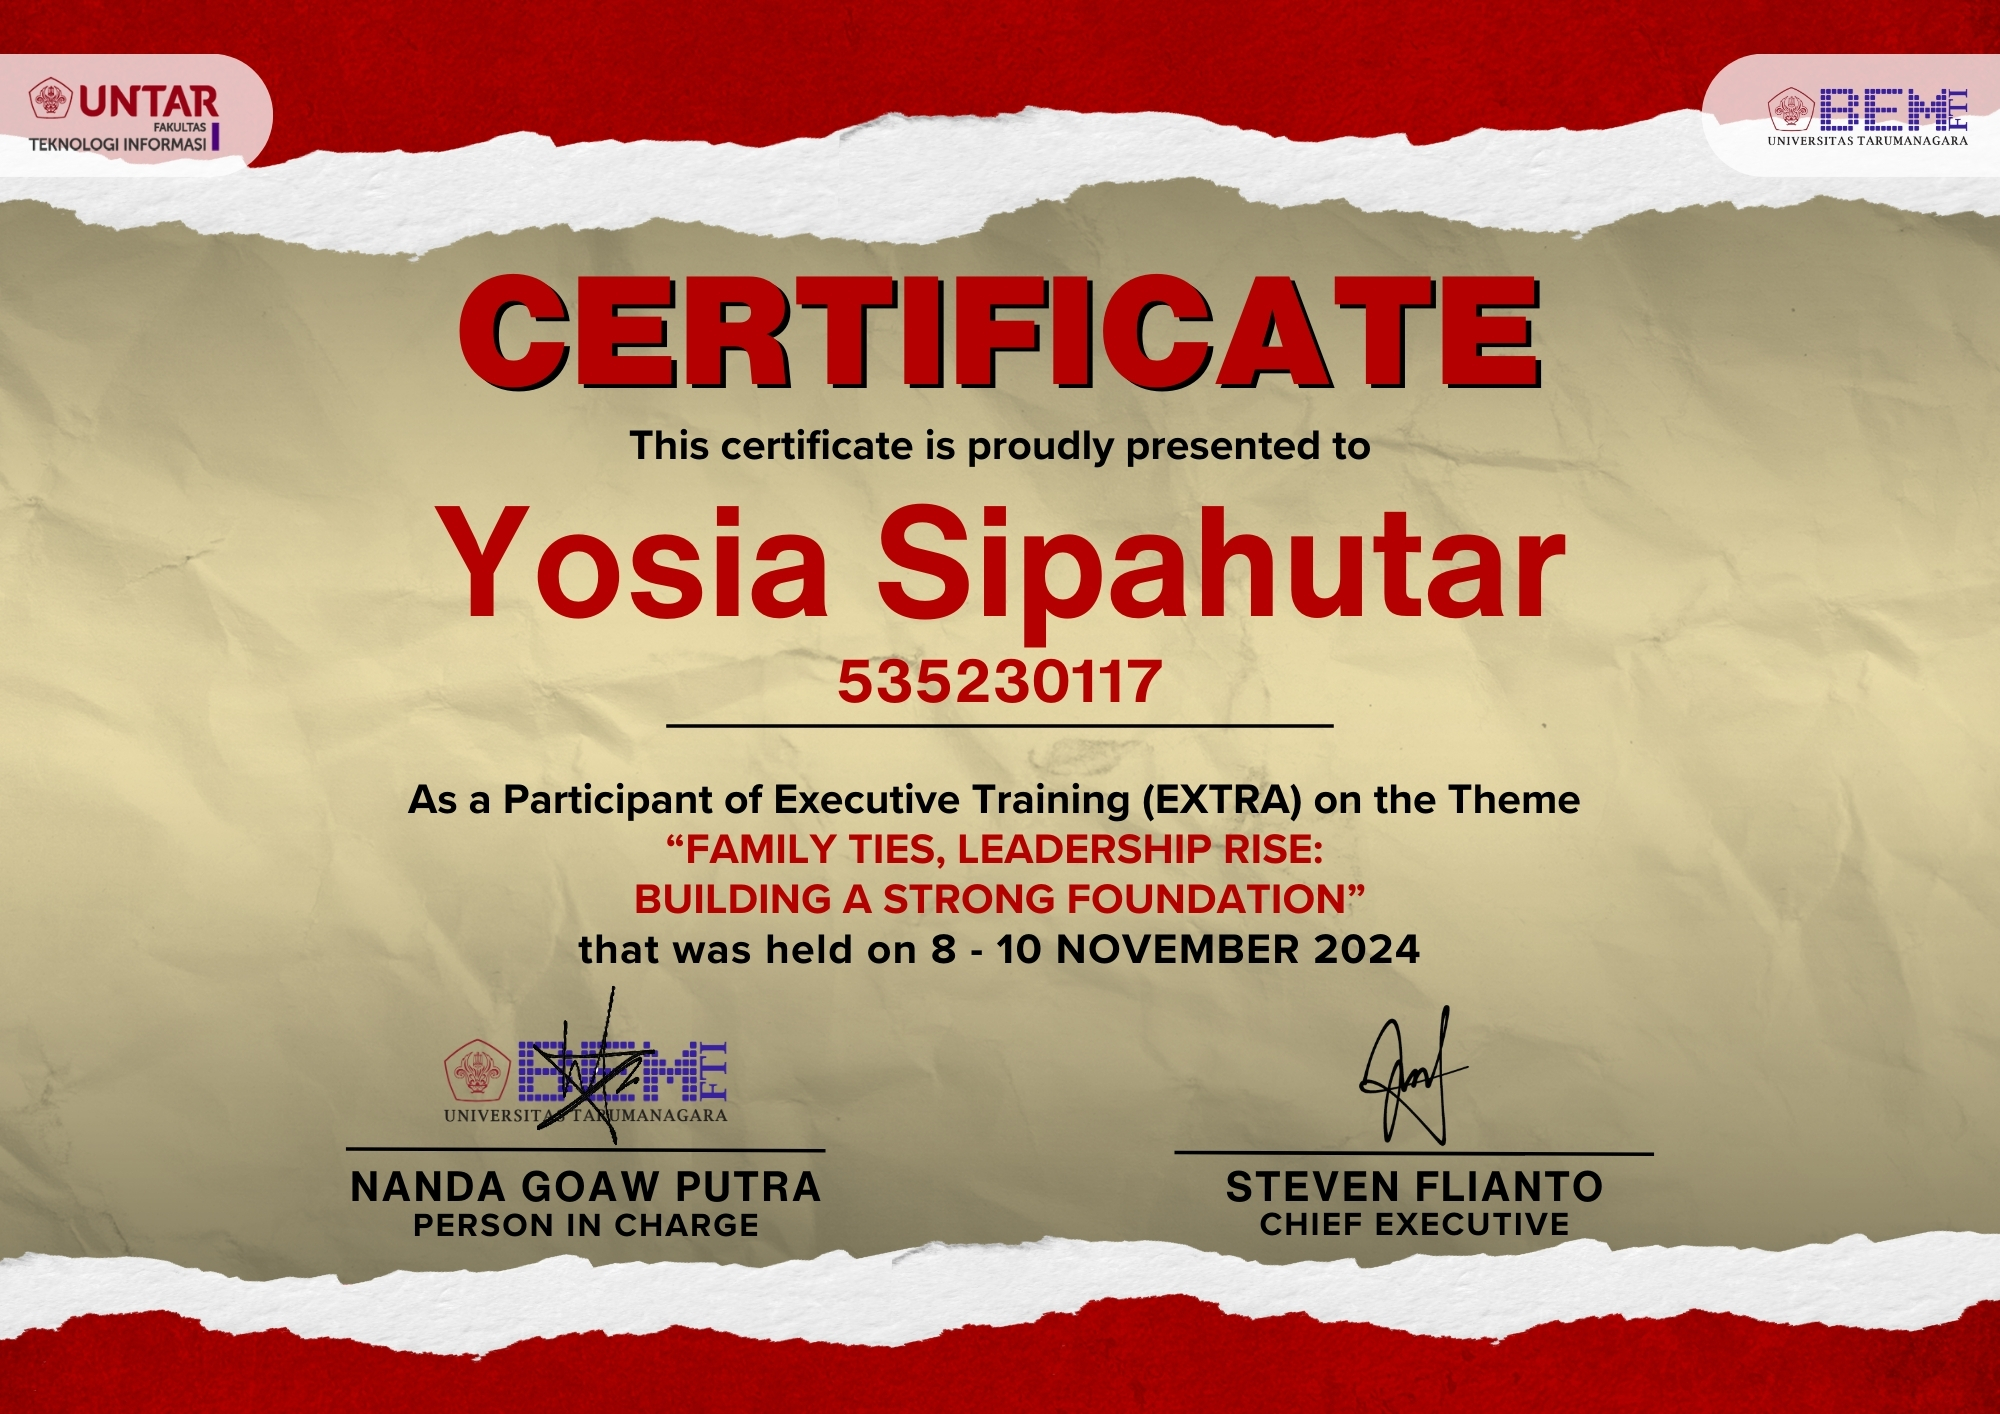 UNTAR
FAKULTAS
TEKNOLOGI INFORMASI
BEM FTI
UNIVERSITAS TARUMANAGARA
CERTIFICATE
This certificate is proudly presented to
Yosia Sipahutar
535230117
As a Participant of Executive Training (EXTRA) on the Theme
“FAMILY TIES, LEADERSHIP RISE:
BUILDING A STRONG FOUNDATION”
that was held on 8 - 10 NOVEMBER 2024
BEM FTI
UNIVERSITAS TARUMANAGARA
NANDA GOAW PUTRA
PERSON IN CHARGE
STEVEN FLIANTO
CHIEF EXECUTIVE